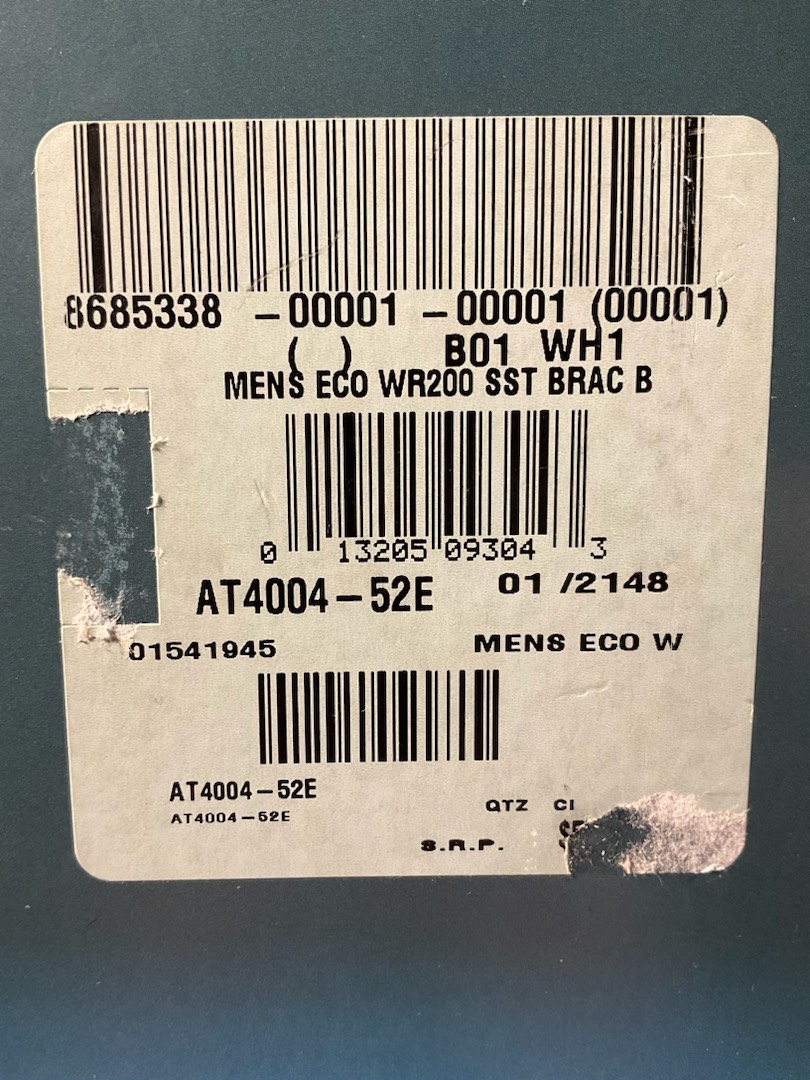 8685338 -00001 -00001 (00001)
( ) B01 WH1
MENS ECO WR200 SST BRAC B
0 13205 09304 3
AT4004-52E 01 /2148
01541945 MENS ECO W
AT4004-52E
AT4004-52E
QTZ
S.R.P.